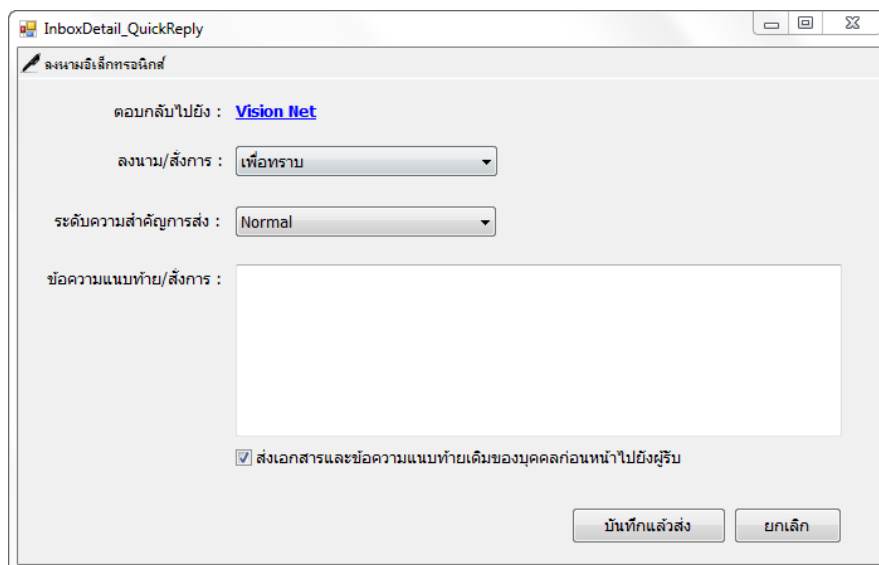 InboxDetail_QuickReply
ลงนามอิเล็กทรอนิกส์
ตอบกลับไปยัง : Vision Net
ลงนาม/สั่งการ : เพื่อทราบ
ระดับความสำคัญการส่ง : Normal
ข้อความแนบท้าย/สั่งการ :
ส่งเอกสารและข้อความแนบท้ายเดิมของบุคคลก่อนหน้าไปยังผู้รับ
บันทึกแล้วส่ง ยกเลิก